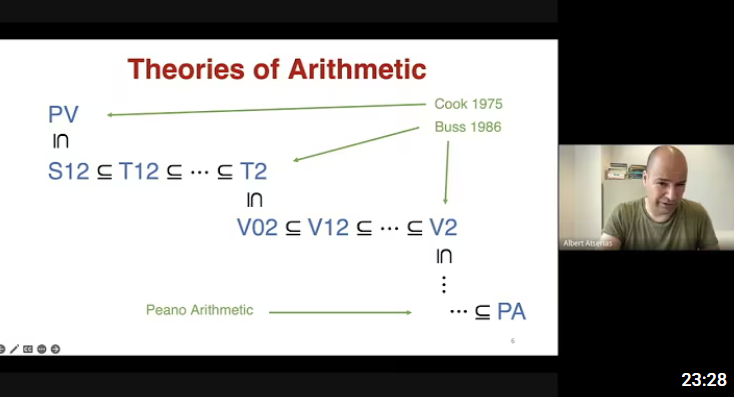 Theories of Arithmetic
Cook 1975
PV
Buss 1986
⊆
S12 ⊆ T12 ⊆ ⋯ ⊆ T2
⊆
V02 ⊆ V12 ⊆ ⋯ ⊆ V2
⊆
⋮
Peano Arithmetic
⋯ ⊆ PA
6
Albert Atserias
23:28